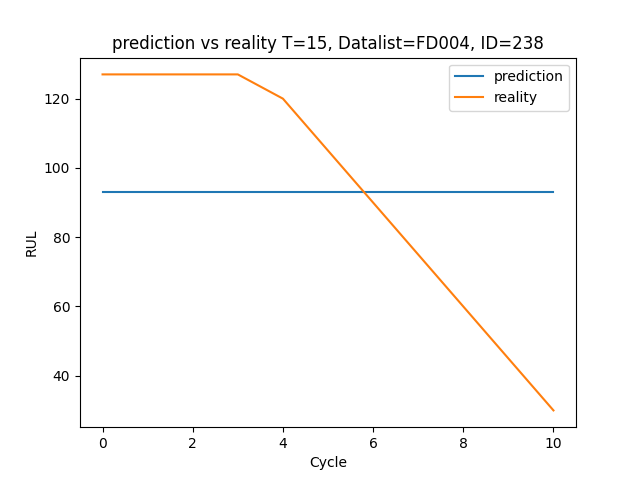 prediction vs reality T=15, Datalist=FD004, ID=238
prediction
reality
RUL
120
100
80
60
40
0 2 4 6 8 10
Cycle